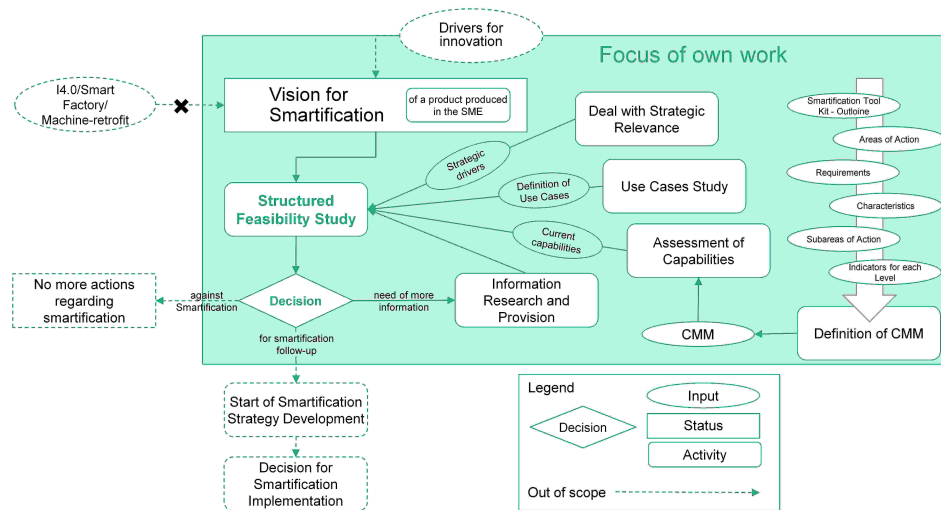 Drivers for
innovation
Focus of own work
I4.0/Smart
Factory/
Machine-retrofit
Vision for
Smartification
of a product produced
in the SME
Deal with Strategic
Relevance
Smartification Tool
Kit - Outloine
Areas of Action
Strategic
drivers
Requirements
Structured
Feasibility Study
Definition of
Use Cases
Use Cases Study
Characteristics
Current
capabilities
Assessment of
Capabilities
Subareas of Action
Indicators for each
Level
No more actions
regarding
smartification
against
Smartification
Decision
need of more
information
Information
Research and
Provision
CMM
Definition of CMM
for smartification
follow-up
Start of Smartification
Strategy Development
Decision for
Smartification
Implementation
Legend
Input
Decision
Status
Activity
Out of scope